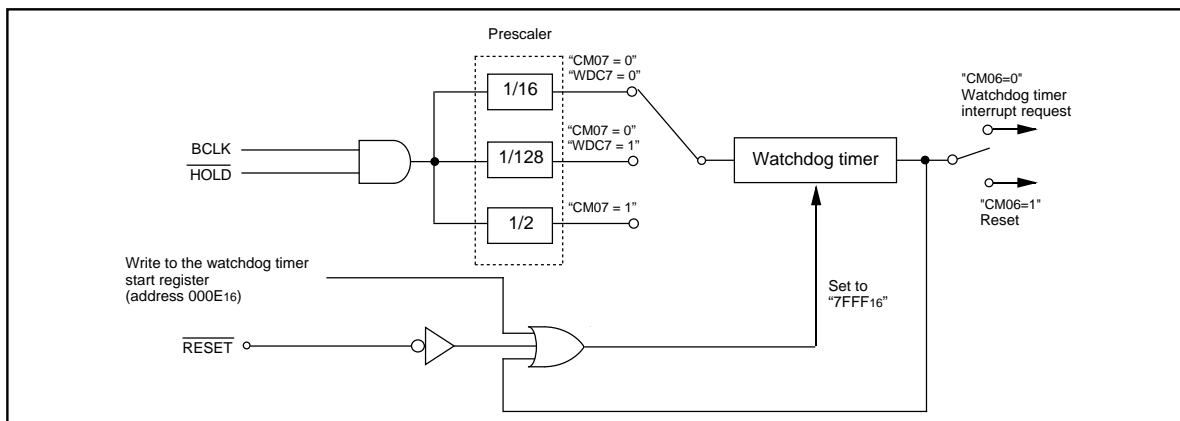 Prescaler
“CM07 = 0”
“WDC7 = 0”
1/16
"CM06=0"
Watchdog timer
interrupt request
BCLK
HOLD
“CM07 = 0”
“WDC7 = 1”
1/128
Watchdog timer
“CM07 = 1”
1/2
"CM06=1"
Reset
Write to the watchdog timer
start register
(address 000E16)
Set to
“7FFF16”
RESET